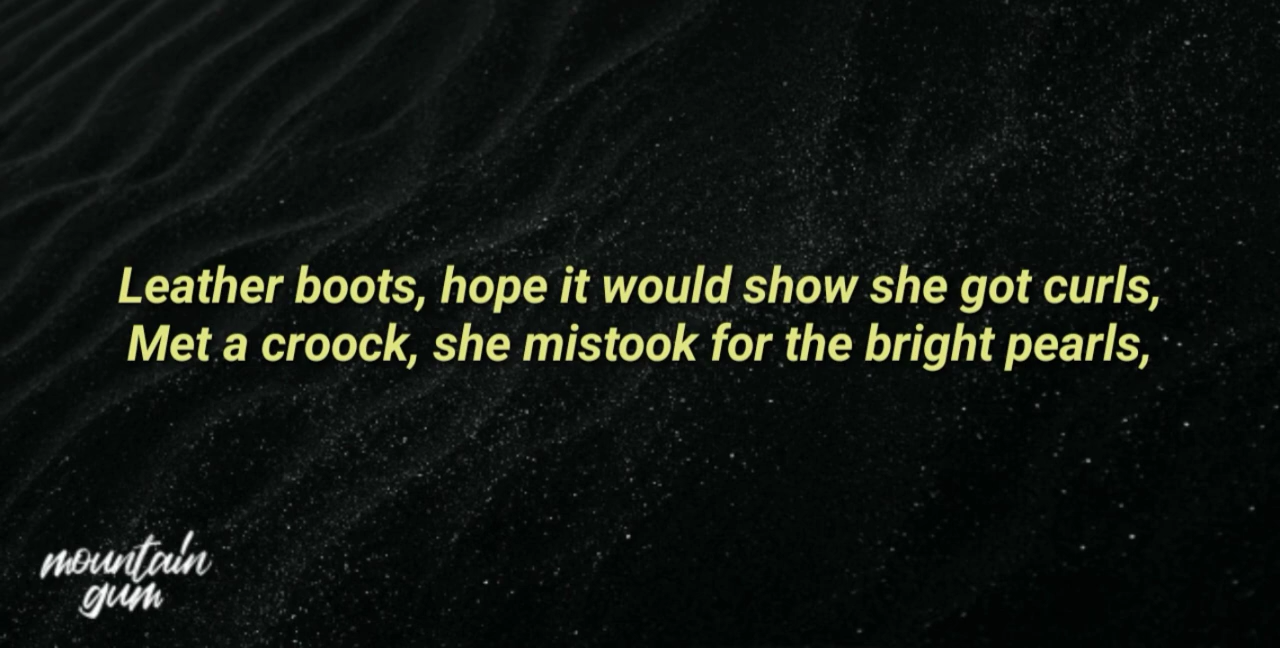 Leather boots, hope it would show she got curls,
Met a croock, she mistook for the bright pearls,
mountain
gum